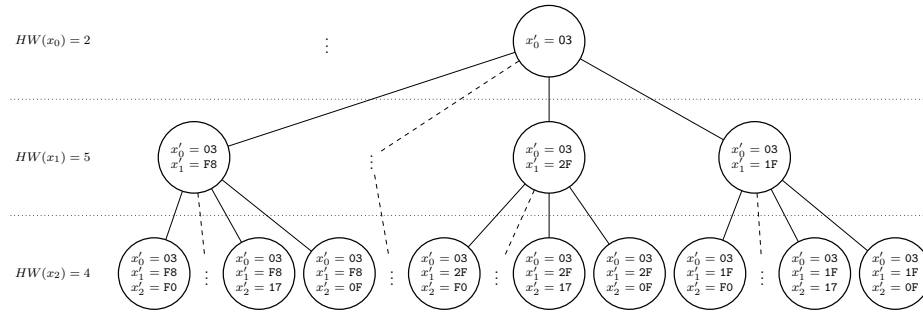 HW(x₀) = 2
⋮
x′₀ = 03
HW(x₁) = 5
x′₀ = 03
x′₁ = F8
⋮
x′₀ = 03
x′₁ = 2F
x′₀ = 03
x′₁ = 1F
HW(x₂) = 4
x′₀ = 03
x′₁ = F8
x′₂ = F0
⋮
x′₀ = 03
x′₁ = F8
x′₂ = 17
x′₀ = 03
x′₁ = F8
x′₂ = 0F
⋮
x′₀ = 03
x′₁ = 2F
x′₂ = F0
⋮
x′₀ = 03
x′₁ = 2F
x′₂ = 17
x′₀ = 03
x′₁ = 2F
x′₂ = 0F
x′₀ = 03
x′₁ = 1F
x′₂ = F0
⋮
x′₀ = 03
x′₁ = 1F
x′₂ = 17
x′₀ = 03
x′₁ = 1F
x′₂ = 0F